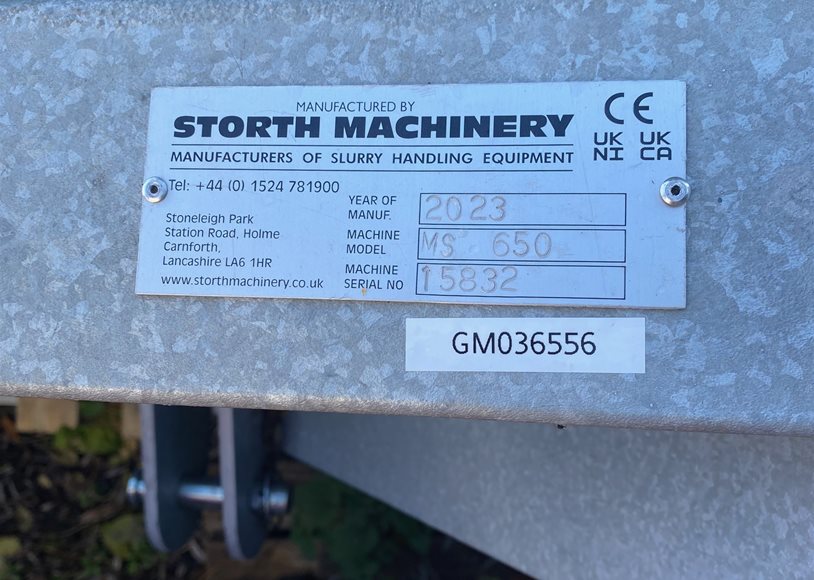 MANUFACTURED BY
STORTH MACHINERY
MANUFACTURERS OF SLURRY HANDLING EQUIPMENT
CE
UK UK
NI CA
Tel: +44 (0) 1524 781900
Stoneleigh Park
Station Road, Holme
Carnforth,
Lancashire LA6 1HR
www.storthmachinery.co.uk
YEAR OF
MANUF. 2023
MACHINE
MODEL MS 650
MACHINE
SERIAL NO 15832
GM036556